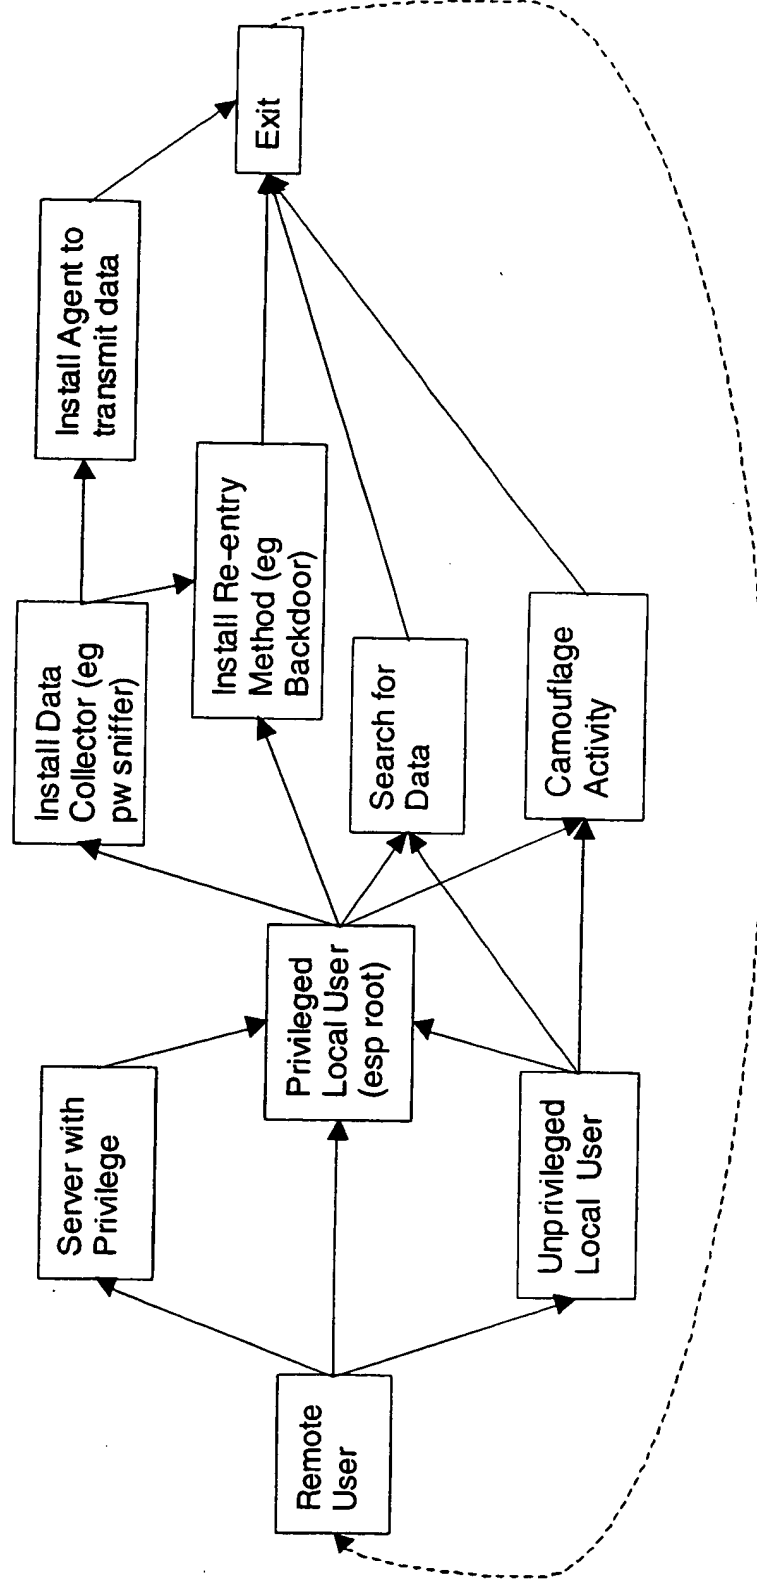 Remote
User
Server with
Privilege
Privileged
Local User
(esp root)
Unprivileged
Local User
Install Data
Collector (eg
pw sniffer)
Install Re-entry
Method (eg
Backdoor)
Search for
Data
Camouflage
Activity
Install Agent to
transmit data
Exit